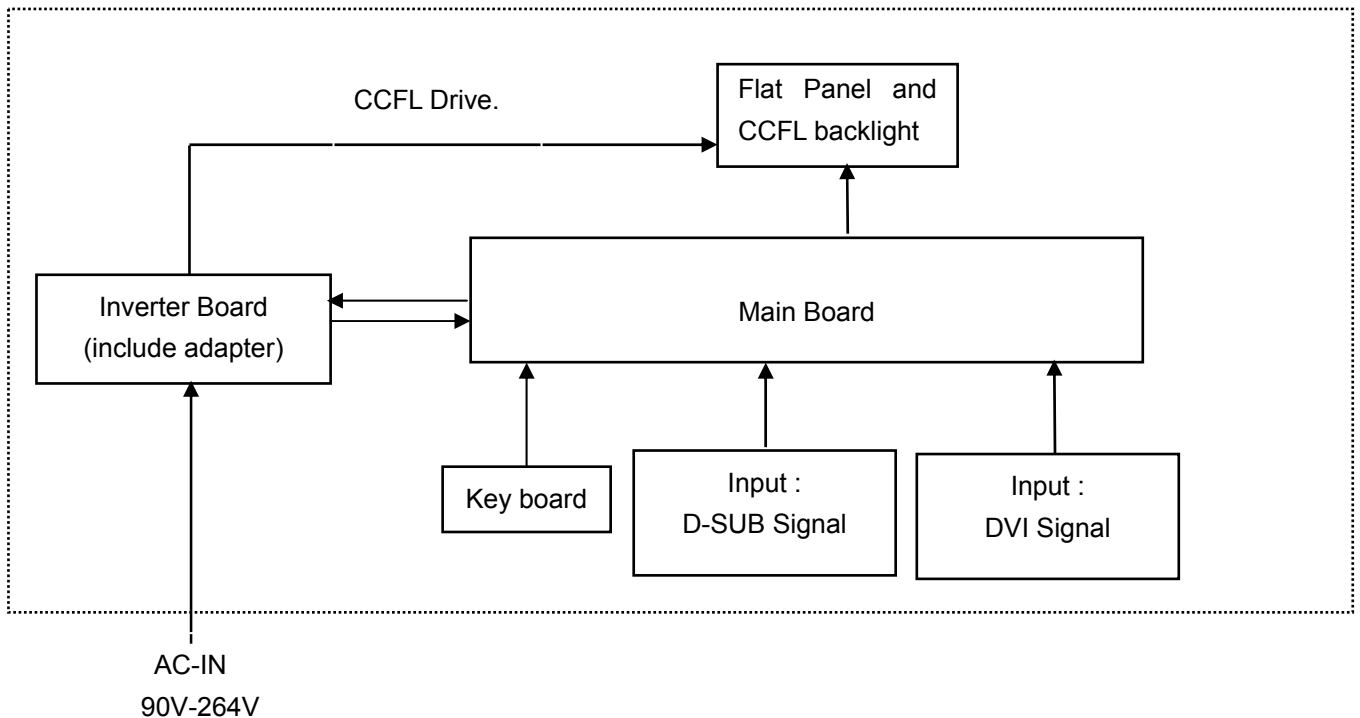 CCFL Drive.
Flat Panel and
CCFL backlight
Inverter Board
(include adapter)
Main Board
Key board
Input :
D-SUB Signal
Input :
DVI Signal
AC-IN
90V-264V